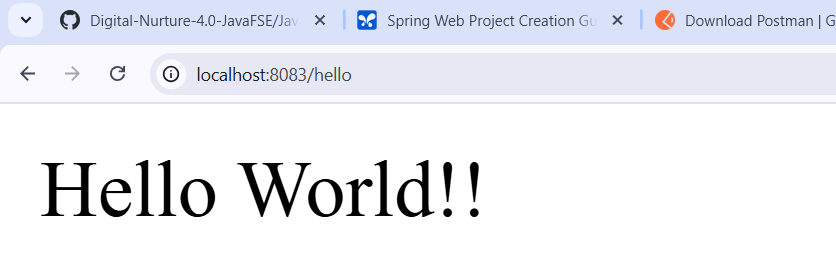 Digital-Nurture-4.0-JavaFSE/Jav
Spring Web Project Creation Gu
Download Postman | G
localhost:8083/hello
Hello World!!